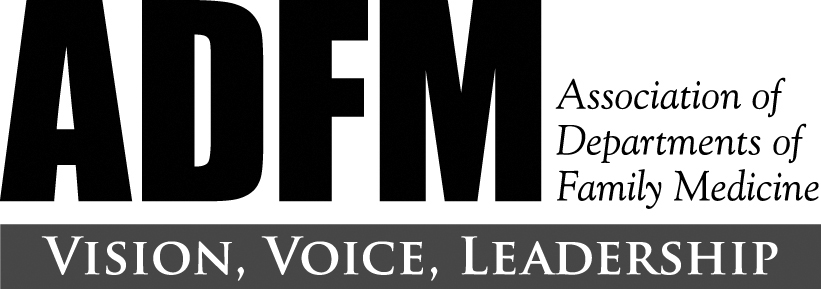 ADFM
Association of
Departments of
Family Medicine
VISION, VOICE, LEADERSHIP